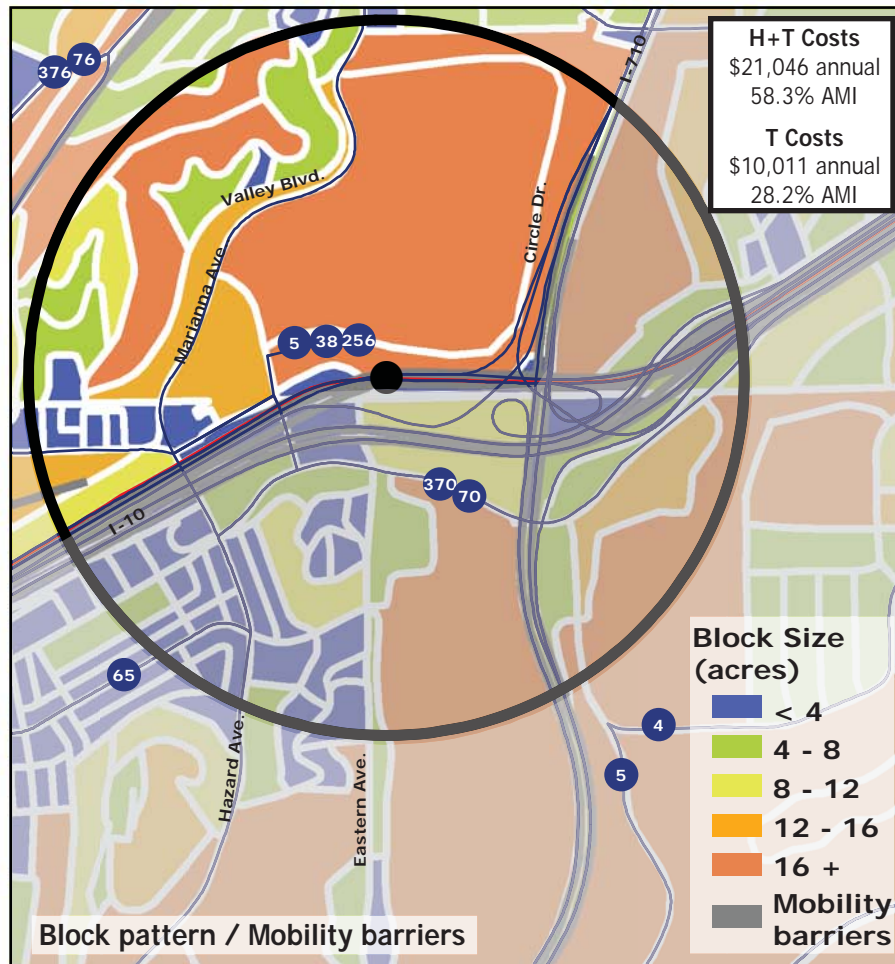 H+T Costs
$21,046 annual
58.3% AMI
T Costs
$10,011 annual
28.2% AMI
I-710
376
76
Valley Blvd.
Circle Dr.
Marianna Ave.
5
38
256
370
70
I-10
65
Hazard Ave.
Eastern Ave.
4
5
Block Size
(acres)
< 4
4 - 8
8 - 12
12 - 16
16 +
Mobility
barriers
Block pattern / Mobility barriers